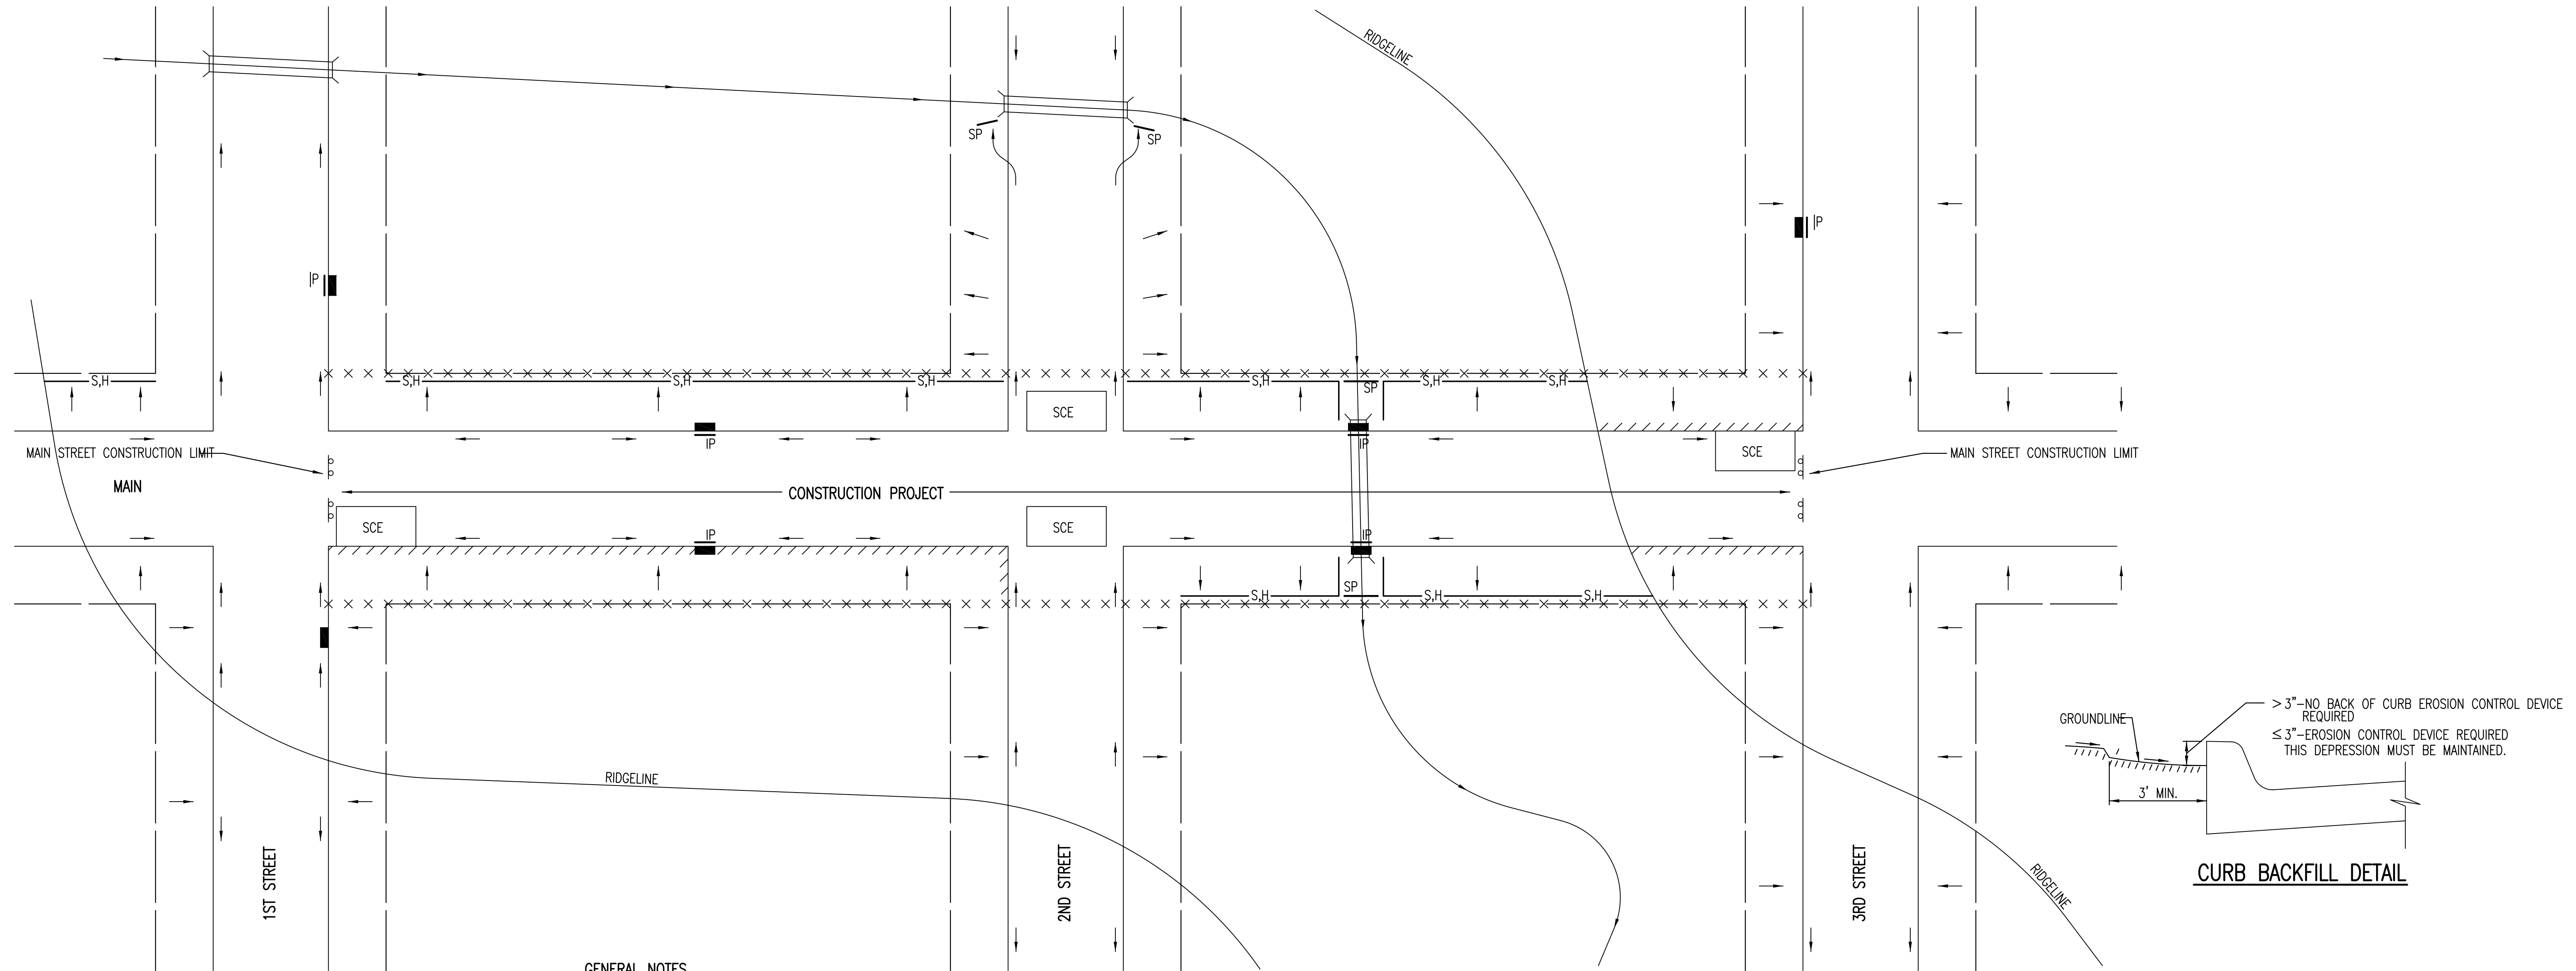 RIDGELINE
SP
SP
IP
IP
S,H
S,H
S,H
S,H
S,H
SP
S,H
S,H
SCE
IP
IP
SCE
MAIN STREET CONSTRUCTION LIMIT
MAIN STREET CONSTRUCTION LIMIT
MAIN
CONSTRUCTION PROJECT
SCE
SCE
IP
IP
SP
S,H
S,H
S,H
GROUNDLINE
>3"-NO BACK OF CURB EROSION CONTROL DEVICE
REQUIRED
≤3"-EROSION CONTROL DEVICE REQUIRED
THIS DEPRESSION MUST BE MAINTAINED.
3' MIN.
CURB BACKFILL DETAIL
RIDGELINE
RIDGELINE
1ST STREET
2ND STREET
3RD STREET
GENERAL NOTES